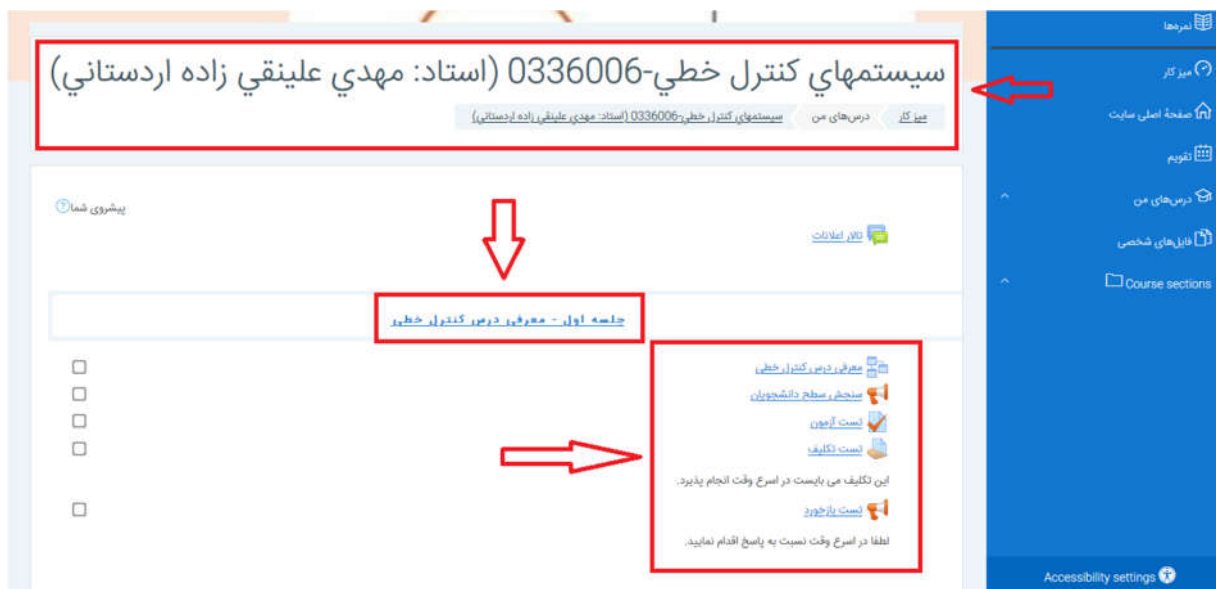 سيستمهاي کنترل خطي-0336006 (استاد: مهدي علينقي زاده اردستاني)
میز کار
درس‌های من
سيستمهاي کنترل خطي-0336006 (استاد: مهدي علينقي زاده اردستاني)
پیشروی شما
تالار اعلانات
جلسه اول - معرفی درس کنترل خطی
معرفی درس کنترل خطی
سنجش سطح دانشجویان
تست آزمون
تست تکلیف
این تکلیف می بایست در اسرع وقت انجام پذیرد.
تست بازخورد
لطفا در اسرع وقت نسبت به پاسخ اقدام نمایید.
نمره‌ها
میز کار
صفحهٔ اصلی سایت
تقویم
درس‌های من
فایل‌های شخصی
Course sections
Accessibility settings